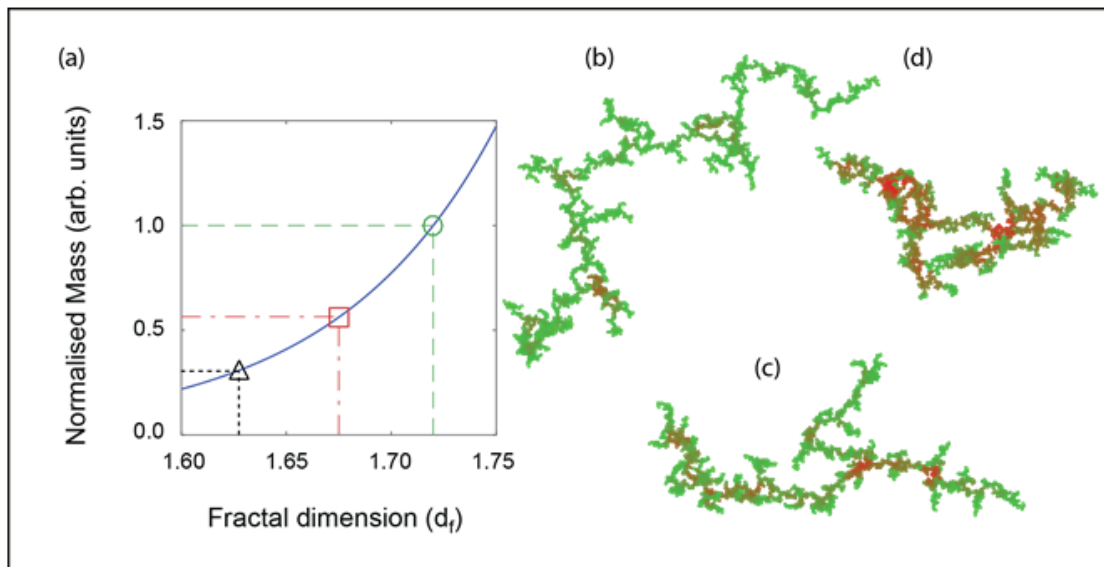 (a)
(b)
(d)
1.5
1.0
0.5
0.0
Normalised Mass (arb. units)
1.60
1.65
1.70
1.75
Fractal dimension (df)
(c)